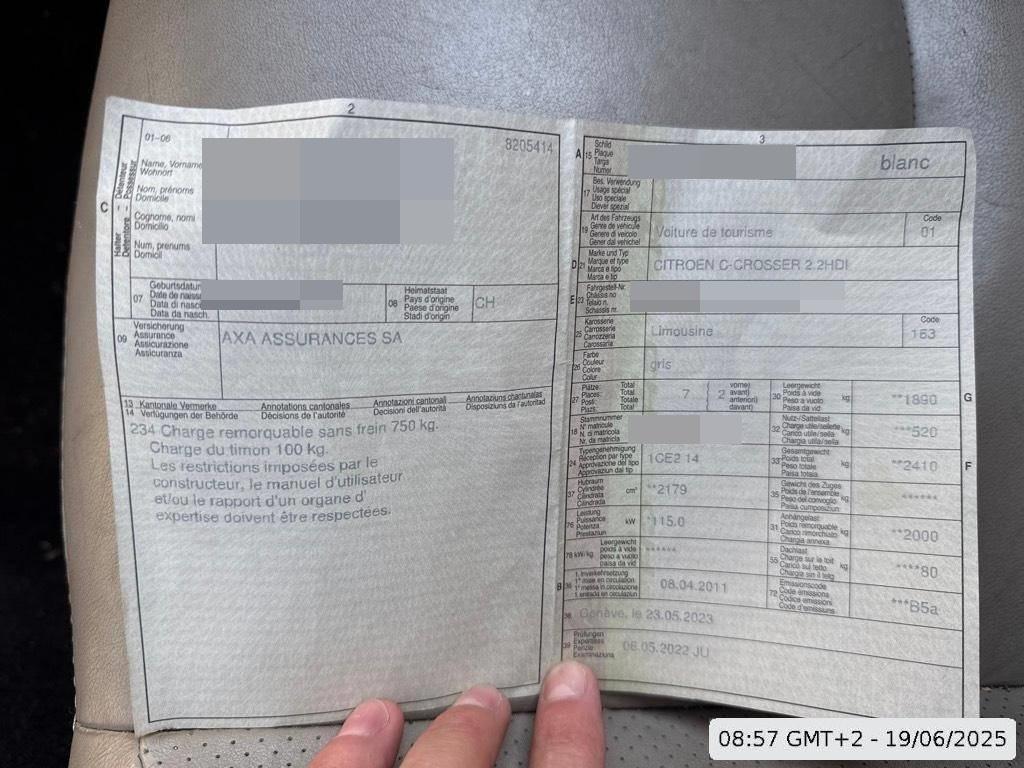 2
01-06
8205414
C
Halter - Détenteur
Detentore - Possessur
Name, Vorname
Wohnort
Nom, prénoms
Domicile
Cognome, nomi
Domicilio
Num, prenums
Domicil
07
Geburtsdatum
Date de
Data di
Data da nasch.
08
Heimatstaat
Pays d'origine
Paese d'origine
Stadi d'origin
CH
09
Versicherung
Assurance
Assicurazione
Assicuranza
AXA ASSURANCES SA
13 Kantonale Vermerke Annotations cantonales Annotazioni cantonali Annotaziuns chantunalas
14 Verfügungen der Behörde Décisions de l'autorité Decisioni dell'autorità Disposiziuns da l'autoritad
234 Charge remorquable sans frein 750 kg.
Charge du timon 100 kg.
Les restrictions imposées par le
constructeur, le manuel d'utilisateur
et/ou le rapport d'un organe d'
expertise doivent être respectées.
3
A 15
Schild
Plaque
Targa
Numer
blanc
17
Bes. Verwendung
Usage spécial
Uso speciale
Diever spezial
19
Art des Fahrzeugs
Genre de véhicule
Genere di veicolo
Gener dal vehichel
Voiture de tourisme
Code
01
D 21
Marke und Typ
Marque et type
Marca e tipo
Marca e tip
CITROEN C-CROSSER 2.2HDI
E 23
Fahrgestell-Nr.
Châssis no
Telaio n.
Schassis nr.
25
Karosserie
Carrosserie
Carrozzeria
Carossaria
Limousine
Code
163
26
Farbe
Couleur
Colore
Colur
gris
27
Plätze: Total
Places: Total
Posti: Totale
Plazs: Total
7
2
vorne)
avant)
anteriori)
davant)
30
Leergewicht
Poids à vide
Peso a vuoto
Paisa da vid
kg
**1890
G
18
Stammnummer
N° matricule
N. di matricola
Nr. da matricla
32
Nutz-/Sattellast
Charge utile/sellette
Carico utile/sella
Chargia utila/sella
kg
***520
24
Typengenehmigung
Réception par type
Approvazione del tipo
Approvaziun dal tip
1CE2 14
33
Gesamtgewicht
Poids total
Peso totale
Paisa totala
kg
**2410
F
37
Hubraum
Cylindrée
Cilindrata
Cilindrada
cm³
**2179
35
Gewicht des Zuges
Poids de l'ensemble
Peso del convoglio
Paisa cumposiziun
kg
******
76
Leistung
Puissance
Potenza
Prestaziun
kW
*115.0
31
Anhängelast
Poids remorquable
Carico rimorchiato
Chargia annexa
kg
**2000
78 kW/kg
Leergewicht
poids à vide
peso a vuoto
paisa da vid
******
55
Dachlast
Charge sur le toit
Carico sul tetto
Chargia sin il tetg
kg
****80
B 36
1. Inverkehrsetzung
1re mise en circulation
1a messa in circolazione
1. entrada en circulaziun
08.04.2011
72
Emissionscode
Code émissions
Codice emissioni
Code d'emissiuns
***B5a
38
Genève, le 23.05.2023
39
Prüfungen
Expertises
Perizie
Examinaziuns
06.05.2022 JU
08:57 GMT+2 - 19/06/2025